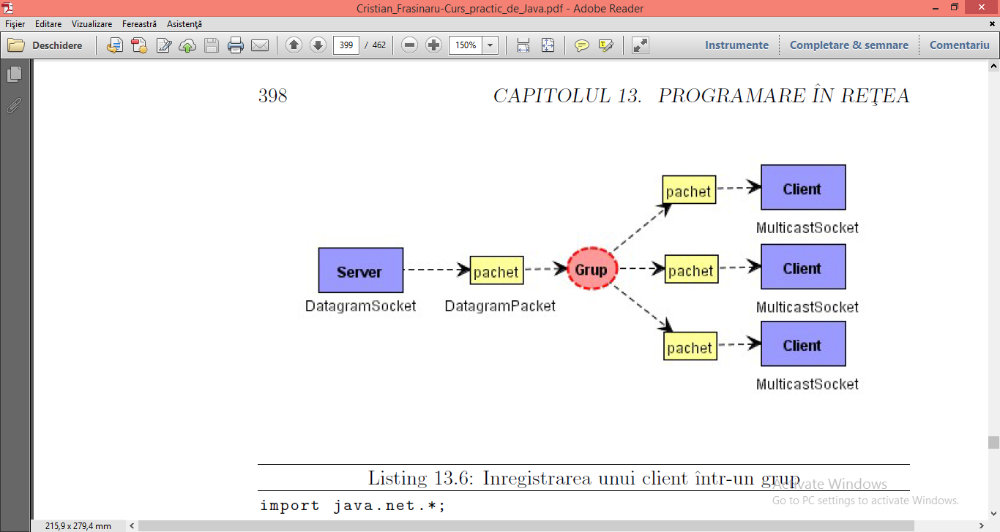 Cristian_Frasinaru-Curs_practic_de_Java.pdf - Adobe Reader
Fişier Editare Vizualizare Fereastră Asistenţă
Deschidere 399 / 462 150% Instrumente Completare & semnare Comentariu
398 CAPITOLUL 13. PROGRAMARE ÎN REŢEA
pachet Client
MulticastSocket
Server pachet Grup pachet Client
DatagramSocket DatagramPacket MulticastSocket
pachet Client
MulticastSocket
Listing 13.6: Inregistrarea unui client într-un grup
Activate Windows
Go to PC settings to activate Windows.
import java.net.*;
215,9 x 279,4 mm